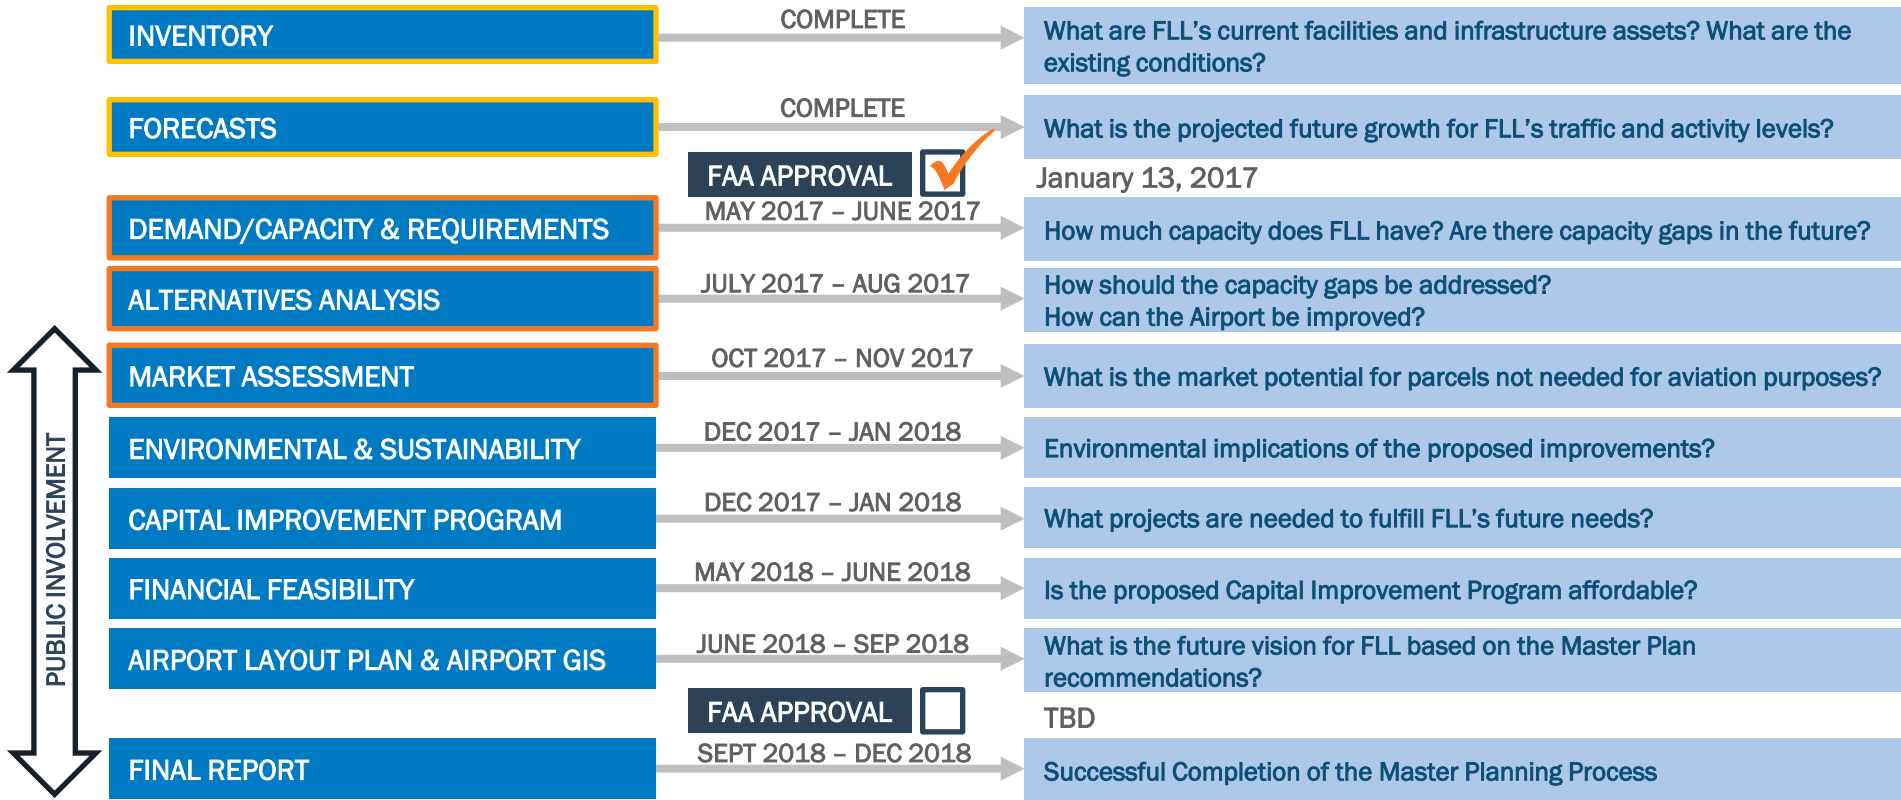 INVENTORY
COMPLETE
What are FLL’s current facilities and infrastructure assets? What are the
existing conditions?
FORECASTS
COMPLETE
What is the projected future growth for FLL’s traffic and activity levels?
FAA APPROVAL
January 13, 2017
DEMAND/CAPACITY & REQUIREMENTS
MAY 2017 – JUNE 2017
How much capacity does FLL have? Are there capacity gaps in the future?
ALTERNATIVES ANALYSIS
JULY 2017 – AUG 2017
How should the capacity gaps be addressed?
How can the Airport be improved?
MARKET ASSESSMENT
OCT 2017 – NOV 2017
What is the market potential for parcels not needed for aviation purposes?
ENVIRONMENTAL & SUSTAINABILITY
DEC 2017 – JAN 2018
Environmental implications of the proposed improvements?
CAPITAL IMPROVEMENT PROGRAM
DEC 2017 – JAN 2018
What projects are needed to fulfill FLL’s future needs?
FINANCIAL FEASIBILITY
MAY 2018 – JUNE 2018
Is the proposed Capital Improvement Program affordable?
AIRPORT LAYOUT PLAN & AIRPORT GIS
JUNE 2018 – SEP 2018
What is the future vision for FLL based on the Master Plan
recommendations?
FAA APPROVAL
TBD
FINAL REPORT
SEPT 2018 – DEC 2018
Successful Completion of the Master Planning Process
PUBLIC INVOLVEMENT